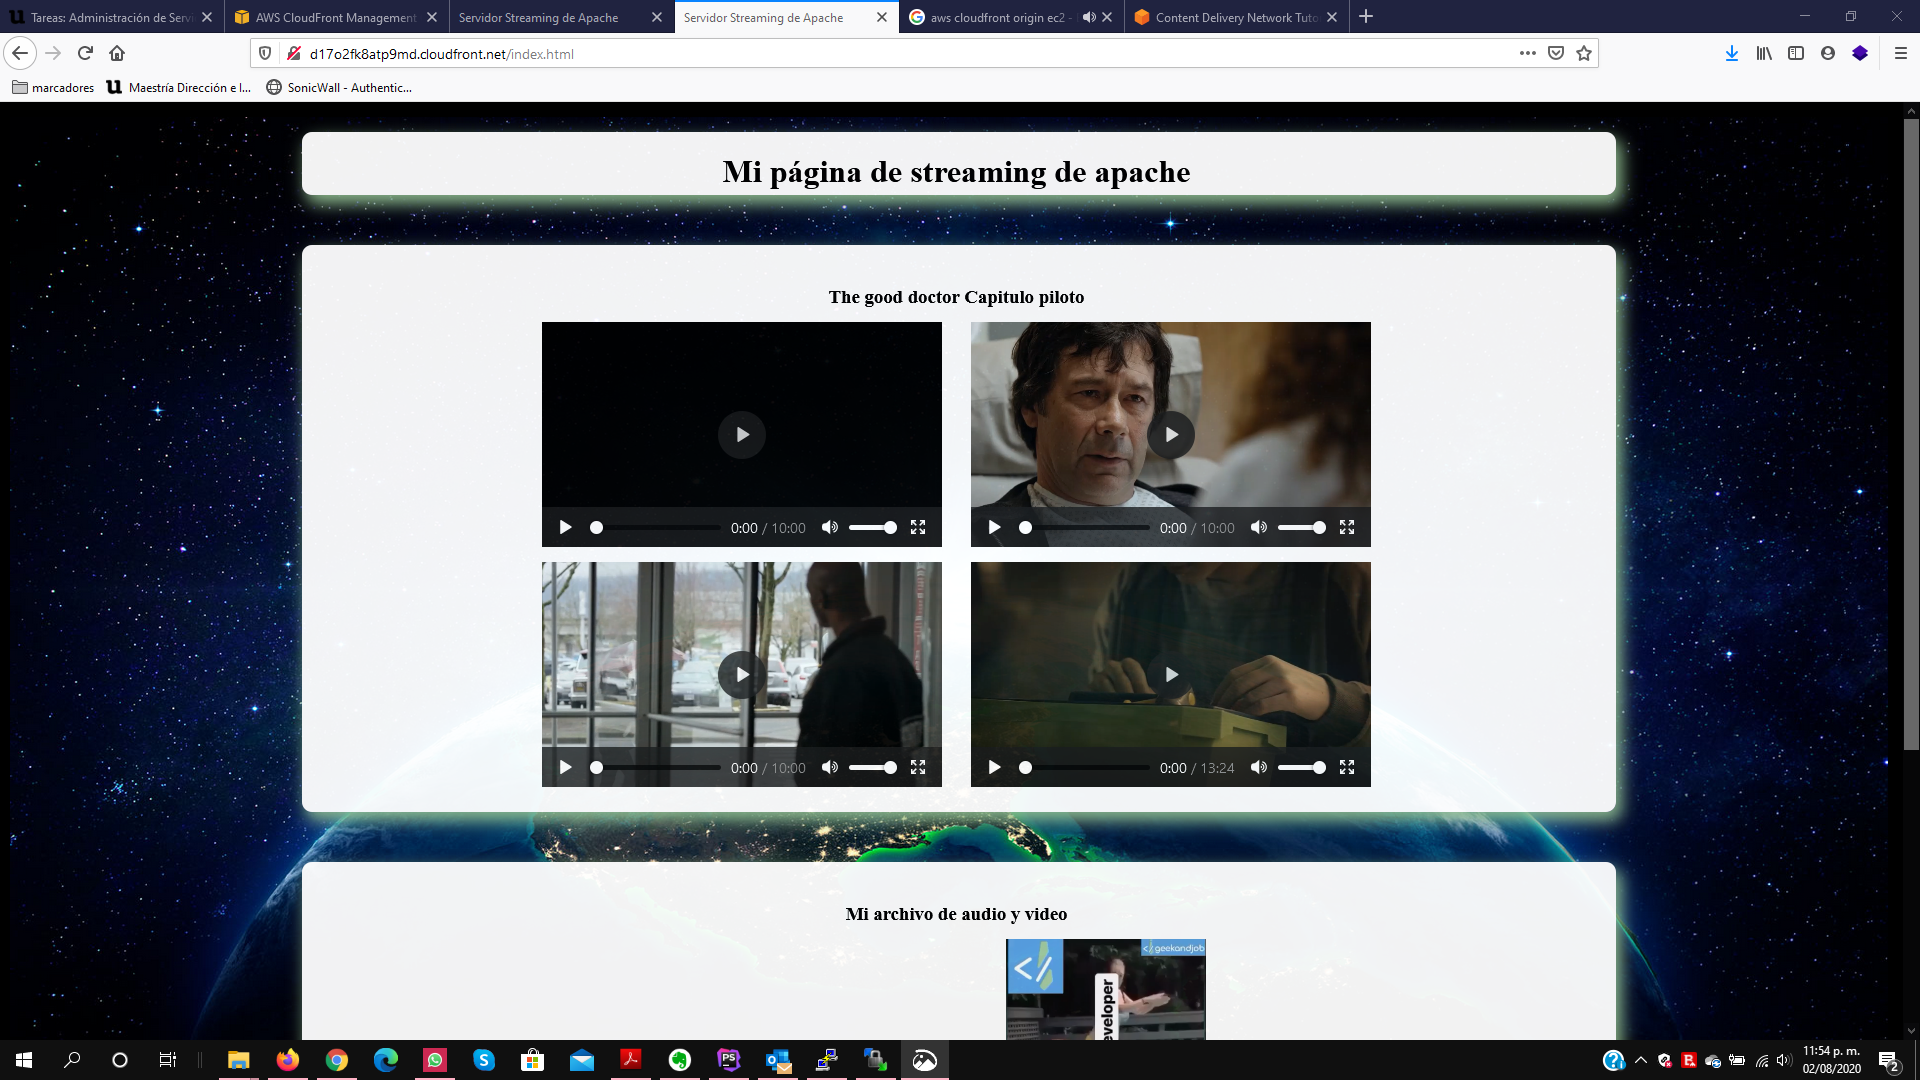 Tareas: Administración de Servi
AWS CloudFront Management
Servidor Streaming de Apache
Servidor Streaming de Apache
aws cloudfront origin ec2 -
Content Delivery Network Tuto
d17o2fk8atp9md.cloudfront.net/index.html
marcadores
Maestría Dirección e I...
SonicWall - Authentic...
Mi página de streaming de apache
The good doctor Capitulo piloto
0:00 / 10:00
0:00 / 10:00
0:00 / 10:00
0:00 / 13:24
Mi archivo de audio y video
</geekandjob
</>
eveloper
11:54 p. m.
02/08/2020
2